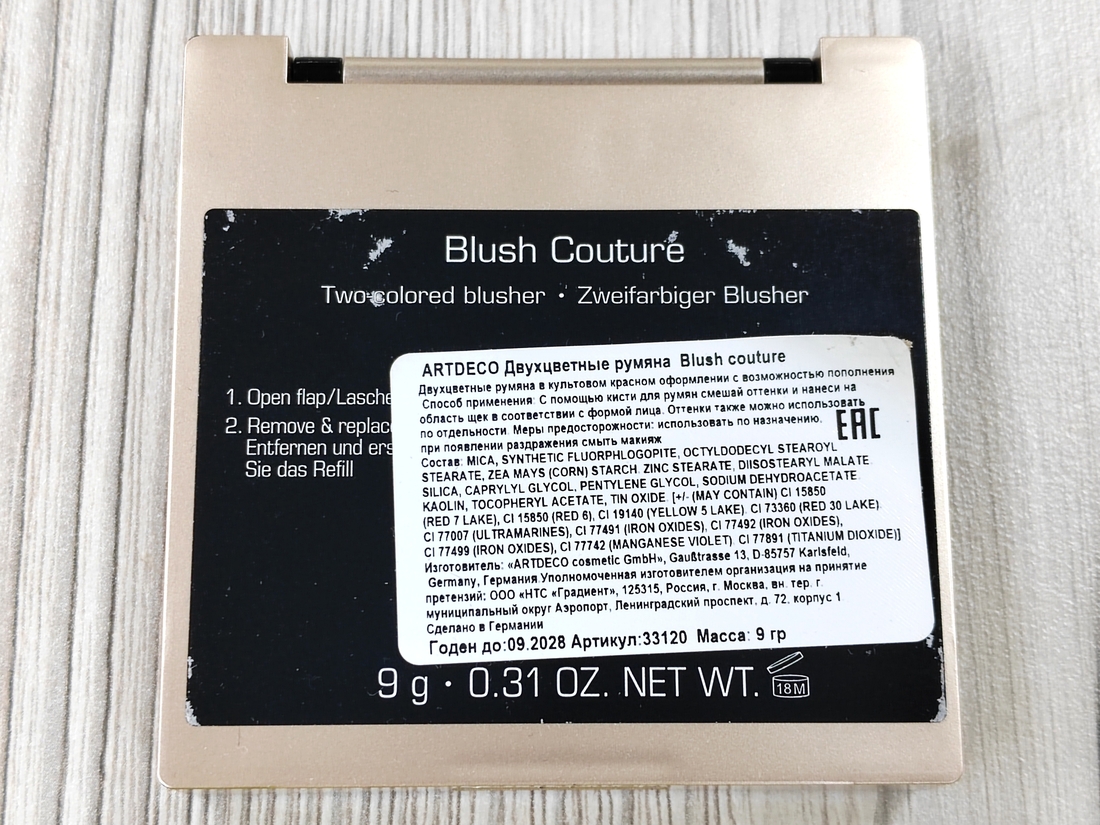 Blush Couture
Two-colored blusher • Zweifarbiger Blusher
1. Open flap/Lasche
2. Remove & replace
Entfernen und ers
Sie das Refill
ARTDECO Двухцветные румяна Blush couture
Двухцветные румяна в культовом красном оформлении с возможностью пополнения
Способ применения: С помощью кисти для румян смешай оттенки и нанеси на
область щек в соответствии с формой лица. Оттенки также можно использовать
по отдельности. Меры предосторожности: использовать по назначению.
при появлении раздражения смыть макияж
EAC
Состав: MICA, SYNTHETIC FLUORPHLOGOPITE, OCTYLDODECYL STEAROYL
STEARATE, ZEA MAYS (CORN) STARCH. ZINC STEARATE, DIISOSTEARYL MALATE.
SILICA, CAPRYLYL GLYCOL, PENTYLENE GLYCOL, SODIUM DEHYDROACETATE.
KAOLIN, TOCOPHERYL ACETATE, TIN OXIDE. [+/- (MAY CONTAIN) CI 15850
(RED 7 LAKE), CI 15850 (RED 6), CI 19140 (YELLOW 5 LAKE). CI 73360 (RED 30 LAKE).
CI 77007 (ULTRAMARINES), CI 77491 (IRON OXIDES), CI 77492 (IRON OXIDES),
CI 77499 (IRON OXIDES), CI 77742 (MANGANESE VIOLET). CI 77891 (TITANIUM DIOXIDE)]
Изготовитель: «ARTDECO cosmetic GmbH», Gaußtrasse 13, D-85757 Karlsfeld,
Germany, Германия.Уполномоченная изготовителем организация на принятие
претензий: ООО «НТС «Градиент», 125315, Россия, г. Москва, вн. тер. г.
муниципальный округ Аэропорт, Ленинградский проспект, д. 72, корпус 1
Сделано в Германии
Годен до:09.2028 Артикул:33120 Масса: 9 гр
9 g • 0.31 OZ. NET WT.
18M